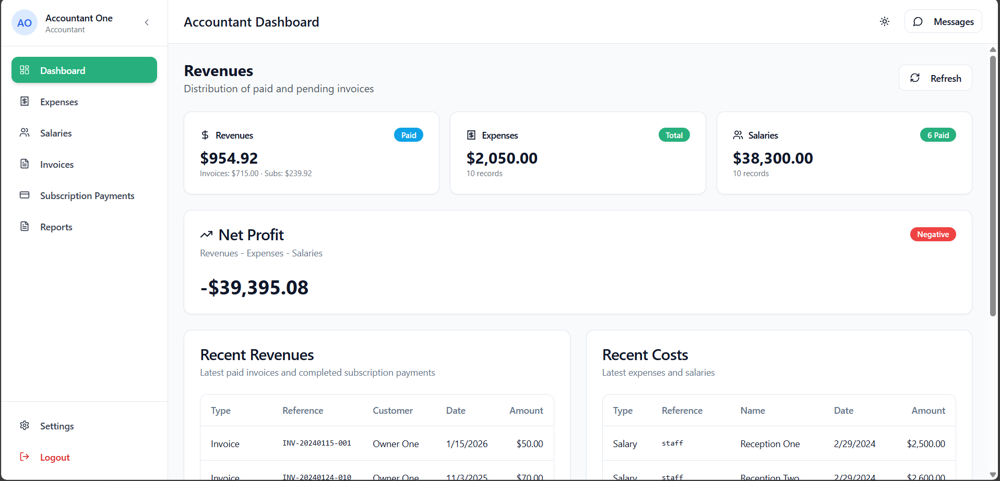 AO
Accountant One
Accountant
Dashboard
Expenses
Salaries
Invoices
Subscription Payments
Reports
Settings
Logout
Accountant Dashboard
Messages
Revenues
Distribution of paid and pending invoices
Refresh
Revenues Paid
$954.92
Invoices: $715.00 · Subs: $239.92
Expenses Total
$2,050.00
10 records
Salaries 6 Paid
$38,300.00
10 records
Net Profit Negative
Revenues - Expenses - Salaries
-$39,395.08
Recent Revenues
Latest paid invoices and completed subscription payments
Type Reference Customer Date Amount
Invoice INV-20240115-001 Owner One 1/15/2026 $50.00
Invoice INV-20240124-010 Owner One 11/3/2025 $70.00
Recent Costs
Latest expenses and salaries
Type Reference Name Date Amount
Salary staff Reception One 2/29/2024 $2,500.00
Salary staff Reception Two 2/29/2024 $2,600.00